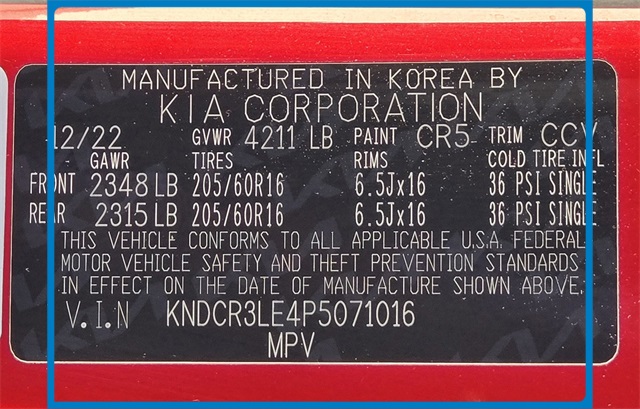 MANUFACTURED IN KOREA BY
KIA CORPORATION
12/22 GVWR 4211 LB PAINT CR5 TRIM CCV
GAWR TIRES RIMS COLD TIRE INFL
FRONT 2348 LB 205/60R16 6.5Jx16 36 PSI SINGLE
REAR 2315 LB 205/60R16 6.5Jx16 36 PSI SINGLE
THIS VEHICLE CONFORMS TO ALL APPLICABLE U.S.A. FEDERAL
MOTOR VEHICLE SAFETY AND THEFT PREVENTION STANDARDS
IN EFFECT ON THE DATE OF MANUFACTURE SHOWN ABOVE.
V.I.N KNDCR3LE4P5071016
MPV